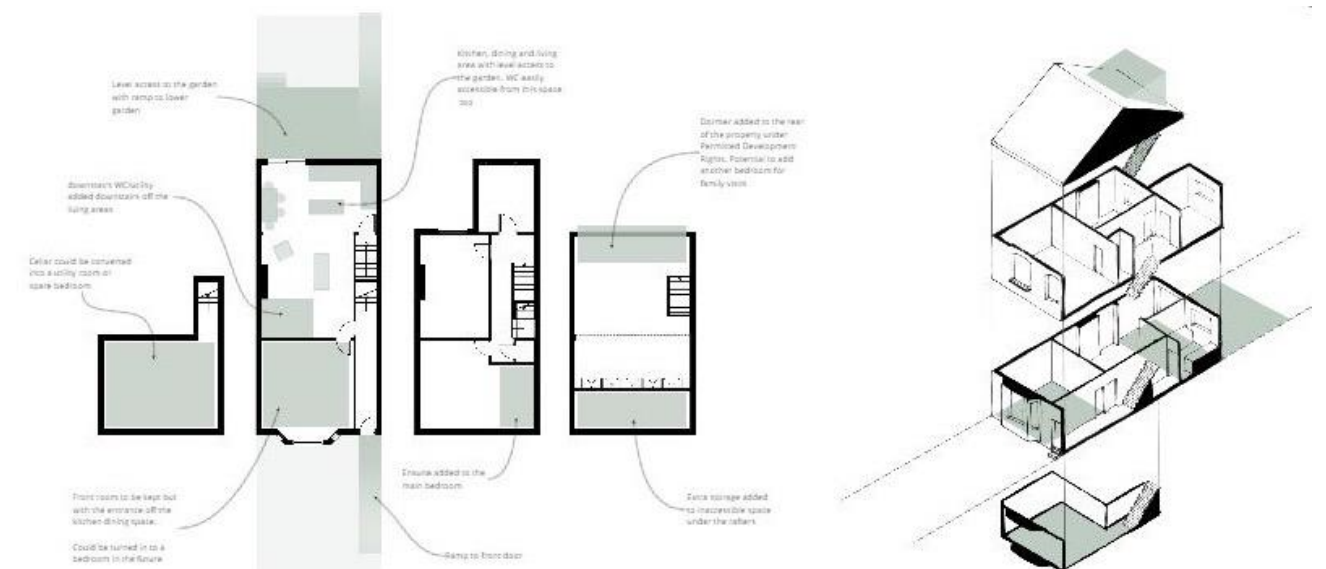 Level access to the garden
with ramp to lower
garden
Kitchen, dining and living
area with level access to
the garden. WC easily
accessible from this space
too
Dormer added to the rear
of the property under
Permitted Development
Rights. Potential to add
another bedroom for
family visits
downstairs WC/utility
added downstairs off the
living areas
Cellar could be converted
into a utility room or
spare bedroom
Front room to be kept but
with the entrance off the
kitchen dining space.
Could be turned in to a
bedroom in the future
Ensuite added to the
main bedroom
Ramp to front door
Extra storage added
to inaccessible space
under the rafters